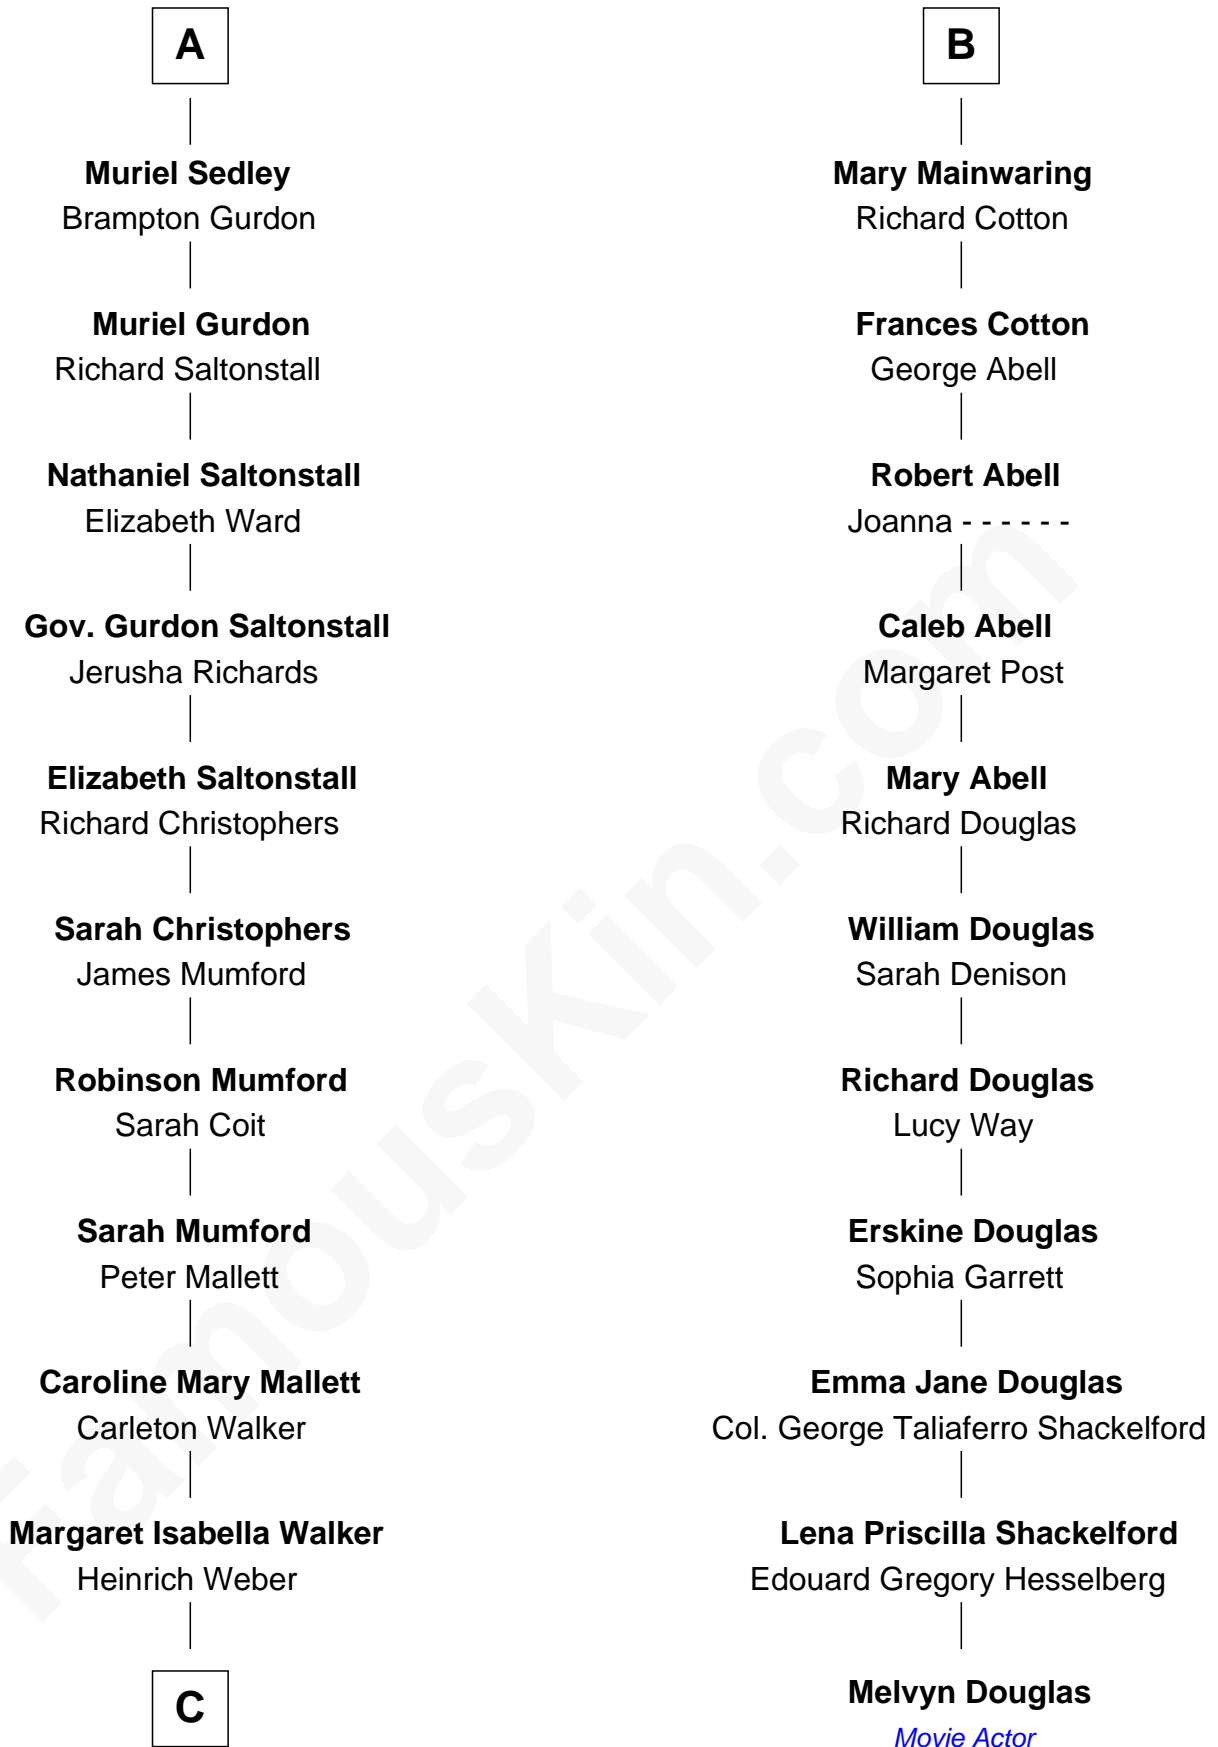 A
Muriel Sedley
Brampton Gurdon
Muriel Gurdon
Richard Saltonstall
Nathaniel Saltonstall
Elizabeth Ward
Gov. Gurdon Saltonstall
Jerusha Richards
Elizabeth Saltonstall
Richard Christophers
Sarah Christophers
James Mumford
Robinson Mumford
Sarah Coit
Sarah Mumford
Peter Mallett
Caroline Mary Mallett
Carleton Walker
Margaret Isabella Walker
Heinrich Weber
C
B
Mary Mainwaring
Richard Cotton
Frances Cotton
George Abell
Robert Abell
Joanna - - - - - -
Caleb Abell
Margaret Post
Mary Abell
Richard Douglas
William Douglas
Sarah Denison
Richard Douglas
Lucy Way
Erskine Douglas
Sophia Garrett
Emma Jane Douglas
Col. George Taliaferro Shackelford
Lena Priscilla Shackelford
Edouard Gregory Hesselberg
Melvyn Douglas
Movie Actor
FamousKin.com